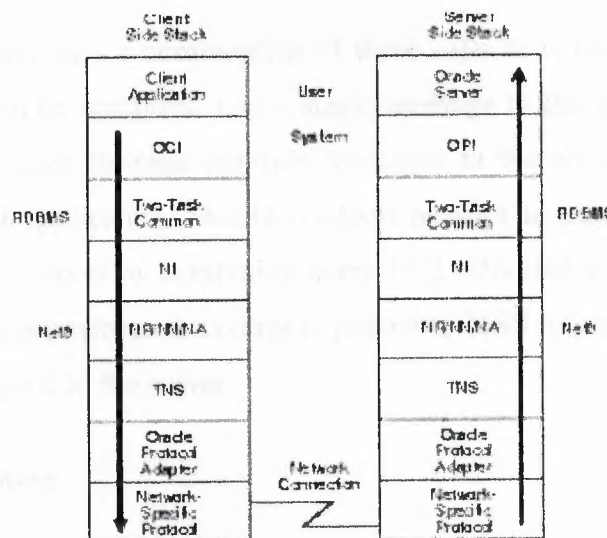 Client
Side Stack
Server
Side Stack
Client
Application
User
Oracle
Server
OCI
System
OPI
RDBMS
Two-Task
Common
Two-Task
Common
RDBMS
NI
NI
Net8
NR/NN/NA
NR/NN/NA
Net8
TNS
TNS
Oracle
Protocol
Adapter
Network
Connection
Oracle
Protocol
Adapter
Network-
Specific
Protocol
Network-
Specific
Protocol